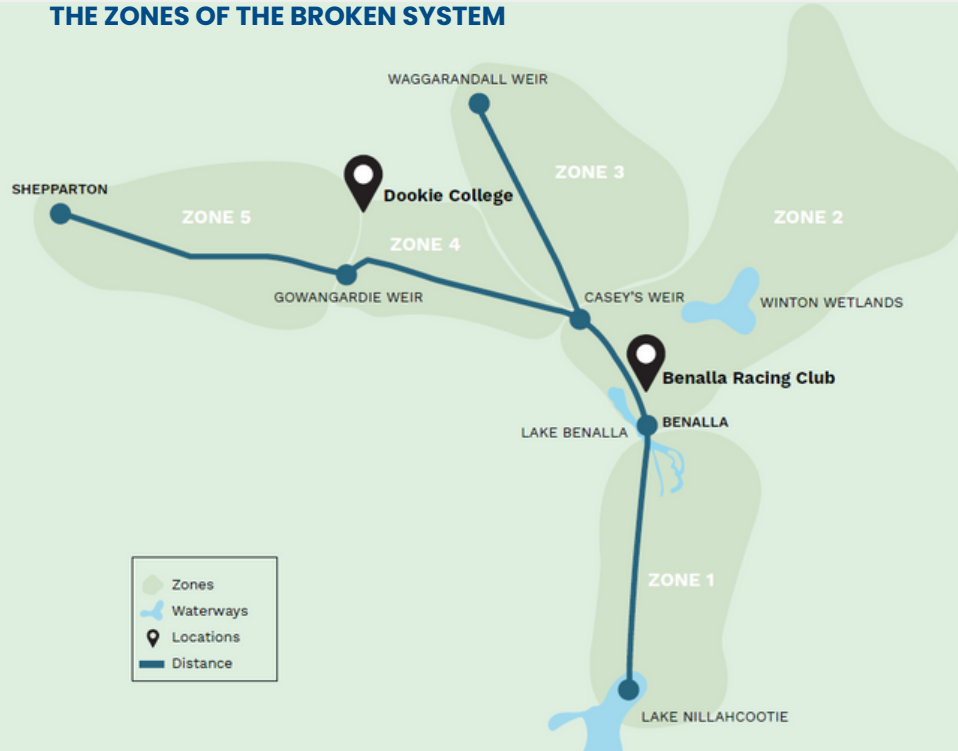 THE ZONES OF THE BROKEN SYSTEM
WAGGARANDALL WEIR
ZONE 3
SHEPPARTON
Dookie College
ZONE 5
ZONE 2
ZONE 4
GOWANGARDIE WEIR
CASEY'S WEIR
WINTON WETLANDS
Benalla Racing Club
BENALLA
LAKE BENALLA
ZONE 1
Zones
Waterways
Locations
Distance
LAKE NILLAHCOOTIE